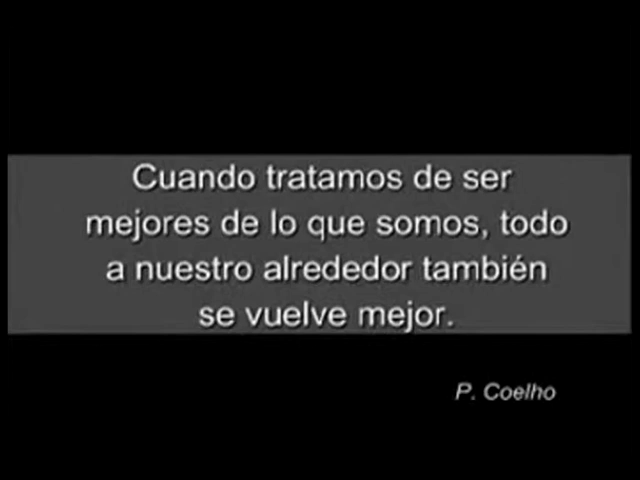 Cuando tratamos de ser
mejores de lo que somos, todo
a nuestro alrededor también
se vuelve mejor.
P. Coelho